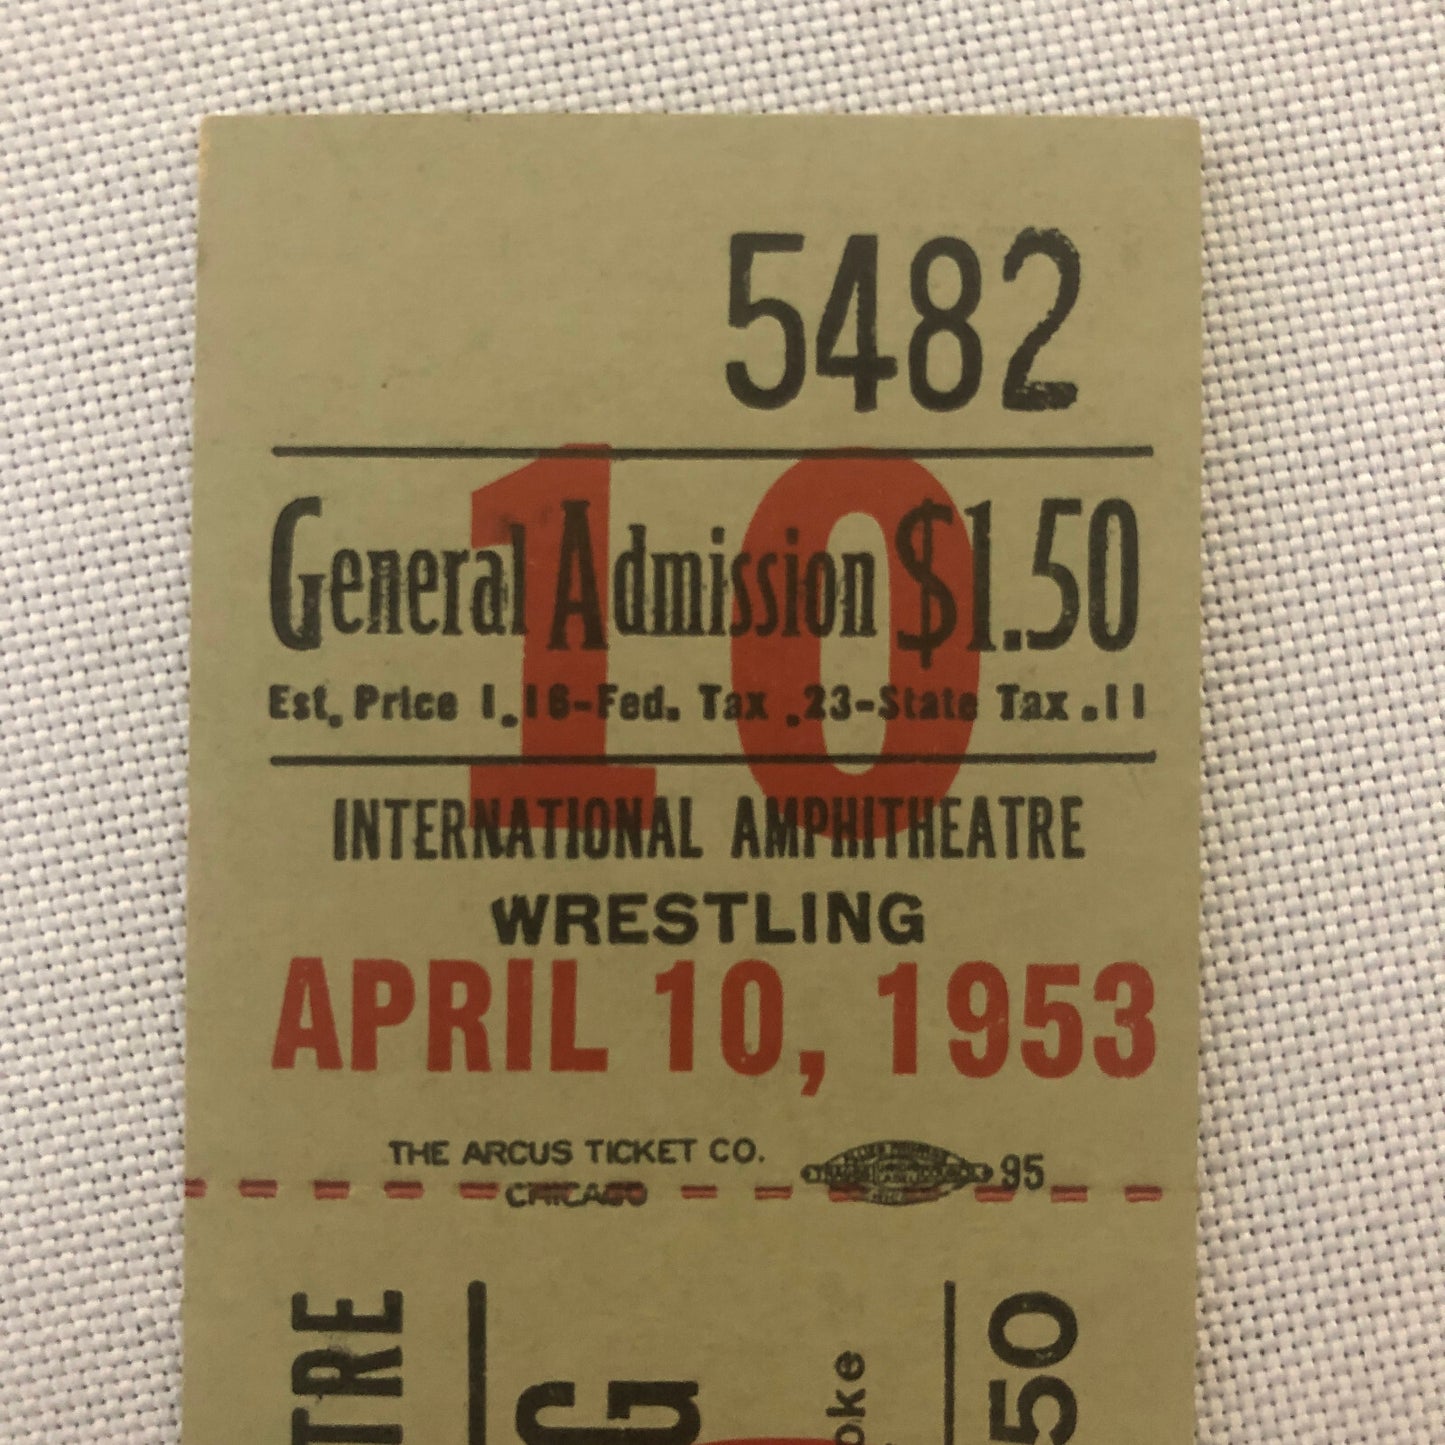 5482
10
General Admission $1.50
Est. Price 1.16-Fed. Tax .23-State Tax .11
INTERNATIONAL AMPHITHEATRE
WRESTLING
APRIL 10, 1953
THE ARCUS TICKET CO.
CHICAGO
95
TRE
G
oke
50